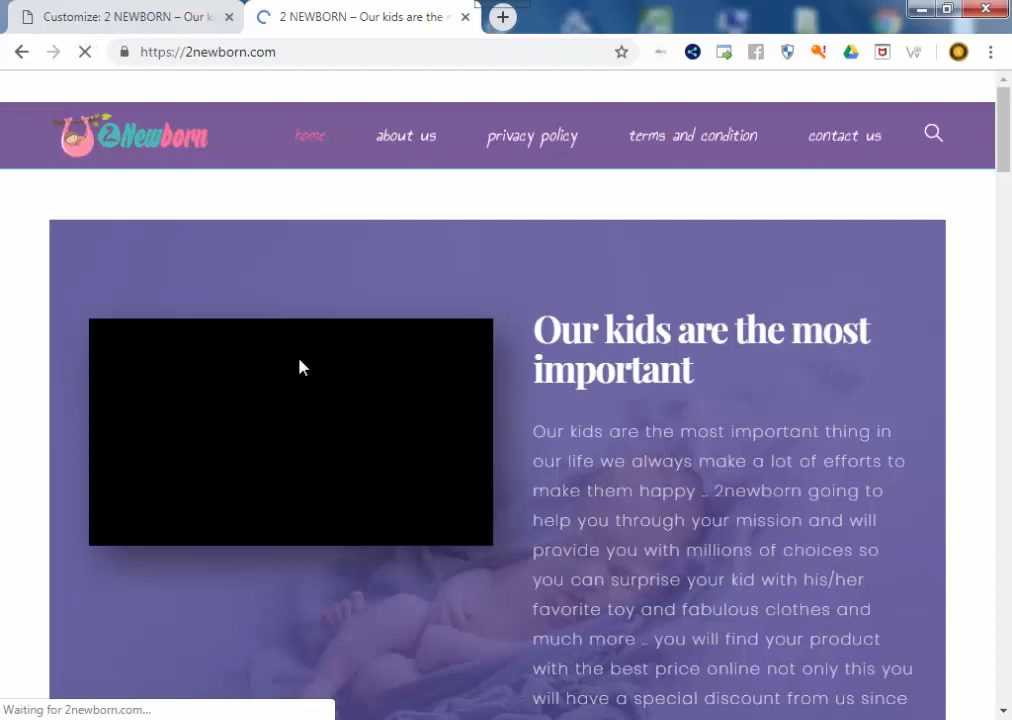 Customize: 2 NEWBORN – Our k
2 NEWBORN – Our kids are the
https://2newborn.com
2Newborn
home
about us
privacy policy
terms and condition
contact us
Our kids are the most
important
Our kids are the most important thing in
our life we always make a lot of efforts to
make them happy .. 2newborn going to
help you through your mission and will
provide you with millions of choices so
you can surprise your kid with his/her
favorite toy and fabulous clothes and
much more .. you will find your product
with the best price online not only this you
will have a special discount from us since
Waiting for 2newborn.com...